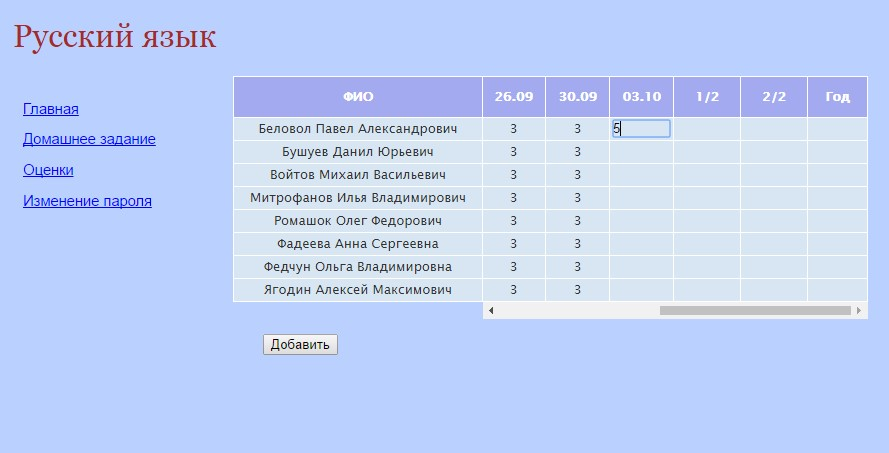 Русский язык
Главная
Домашнее задание
Оценки
Изменение пароля
ФИО 26.09 30.09 03.10 1/2 2/2 Год
Беловол Павел Александрович 3 3 5
Бушуев Данил Юрьевич 3 3
Войтов Михаил Васильевич 3 3
Митрофанов Илья Владимирович 3 3
Ромашок Олег Федорович 3 3
Фадеева Анна Сергеевна 3 3
Федчун Ольга Владимировна 3 3
Ягодин Алексей Максимович 3 3
Добавить